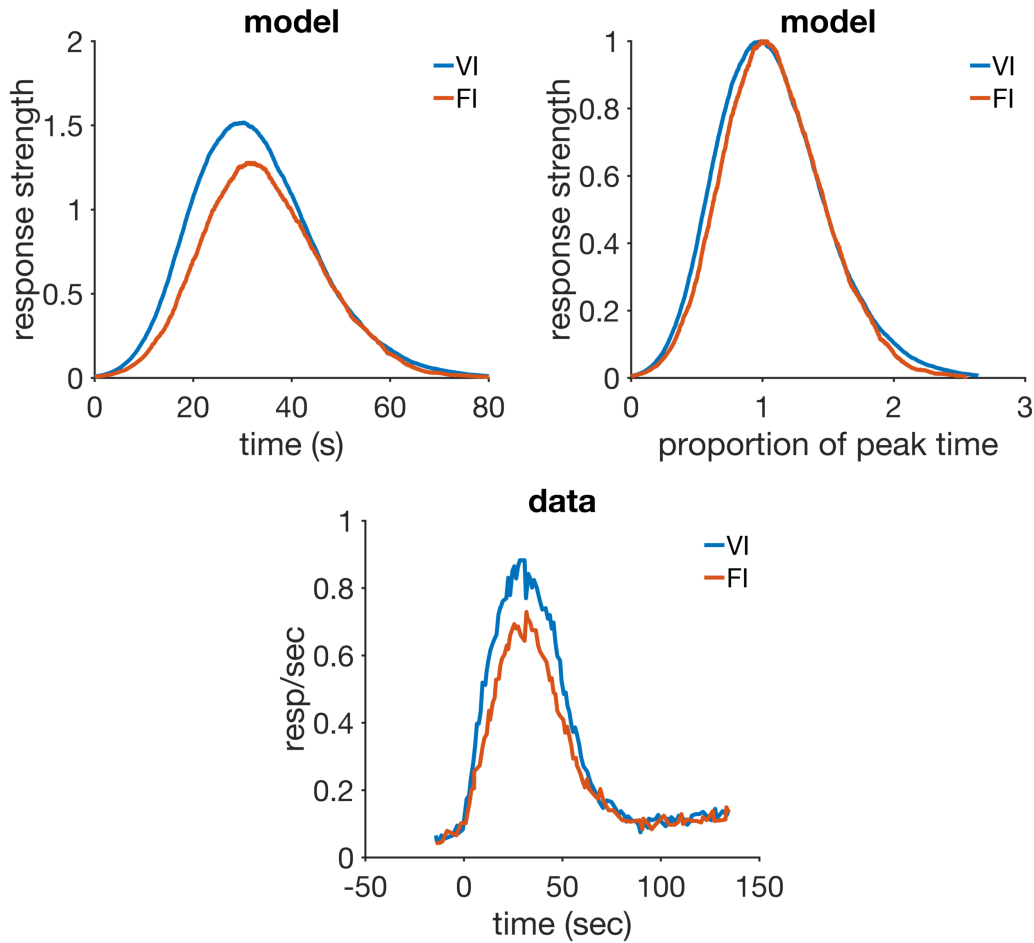 model
2
1.5
1
0.5
0
0
20
40
60
80
response strength
time (s)
VI
FI
model
1
0.8
0.6
0.4
0.2
0
0
1
2
3
response strength
proportion of peak time
VI
FI
data
1
0.8
0.6
0.4
0.2
0
-50
0
50
100
150
resp/sec
time (sec)
VI
FI